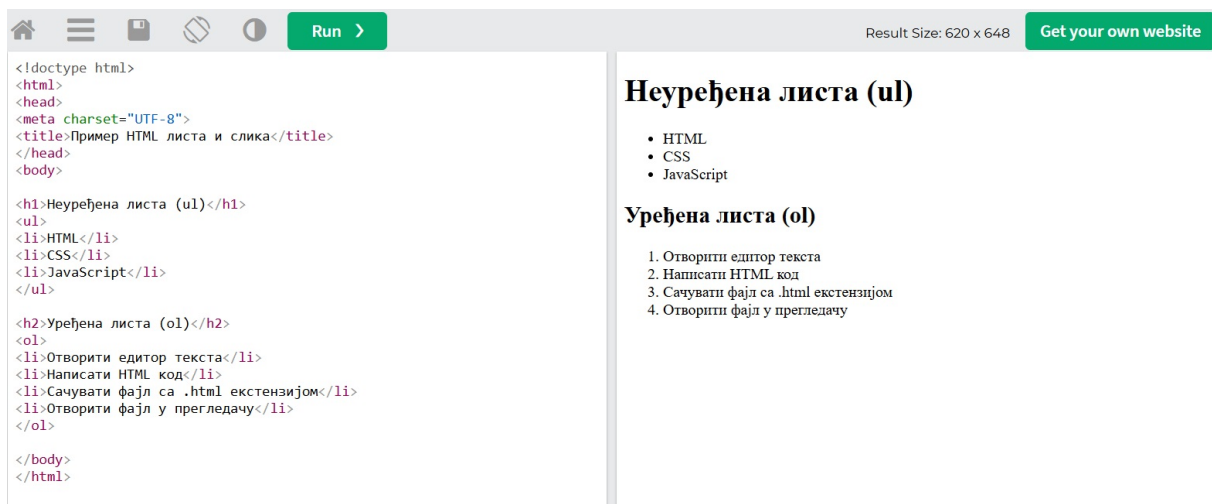 Run ❯
Result Size: 620 x 648
Get your own website
<!doctype html>
<html>
<head>
<meta charset="UTF-8">
<title>Пример HTML листа и слика</title>
</head>
<body>
<h1>Неуређена листа (ul)</h1>
<ul>
<li>HTML</li>
<li>CSS</li>
<li>JavaScript</li>
</ul>
<h2>Уређена листа (ol)</h2>
<ol>
<li>Отворити едитор текста</li>
<li>Написати HTML код</li>
<li>Сачувати фајл са .html екстензијом</li>
<li>Отворити фајл у прегледачу</li>
</ol>
</body>
</html>
Неуређена листа (ul)
• HTML
• CSS
• JavaScript
Уређена листа (ol)
1. Отворити едитор текста
2. Написати HTML код
3. Сачувати фајл са .html екстензијом
4. Отворити фајл у прегледачу